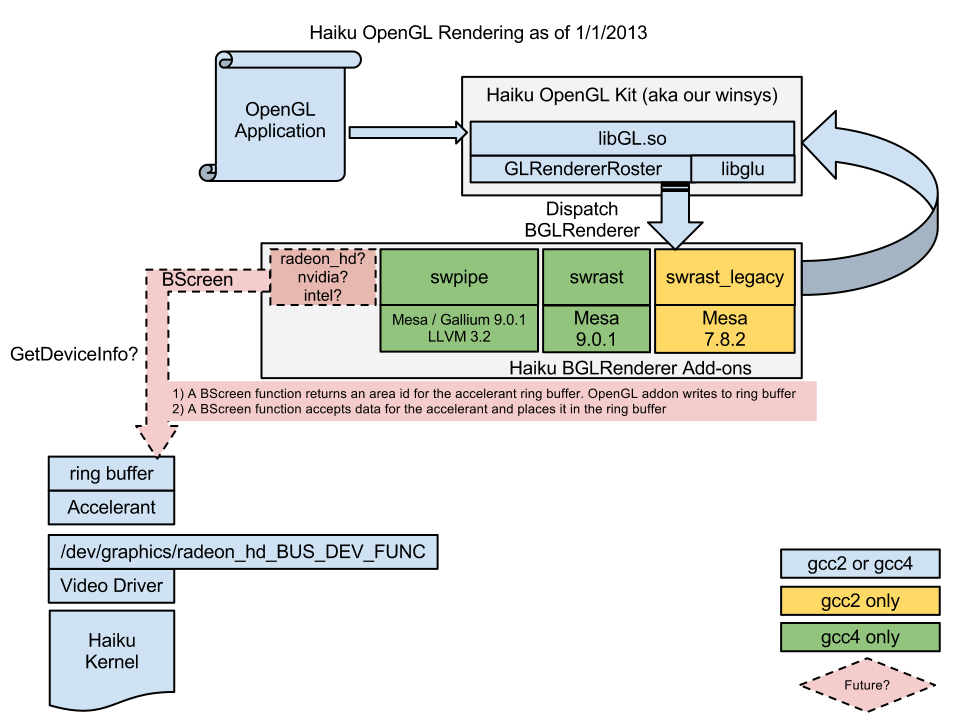 Haiku OpenGL Rendering as of 1/1/2013
OpenGL
Application
Haiku OpenGL Kit (aka our winsys)
libGL.so
GLRendererRoster
libglu
Dispatch
BGLRenderer
radeon_hd?
nvidia?
intel?
swpipe
Mesa / Gallium 9.0.1
LLVM 3.2
swrast
Mesa
9.0.1
swrast_legacy
Mesa
7.8.2
Haiku BGLRenderer Add-ons
BScreen
GetDeviceInfo?
1) A BScreen function returns an area id for the accelerant ring buffer. OpenGL addon writes to ring buffer
2) A BScreen function accepts data for the accelerant and places it in the ring buffer
ring buffer
Accelerant
/dev/graphics/radeon_hd_BUS_DEV_FUNC
Video Driver
Haiku
Kernel
gcc2 or gcc4
gcc2 only
gcc4 only
Future?